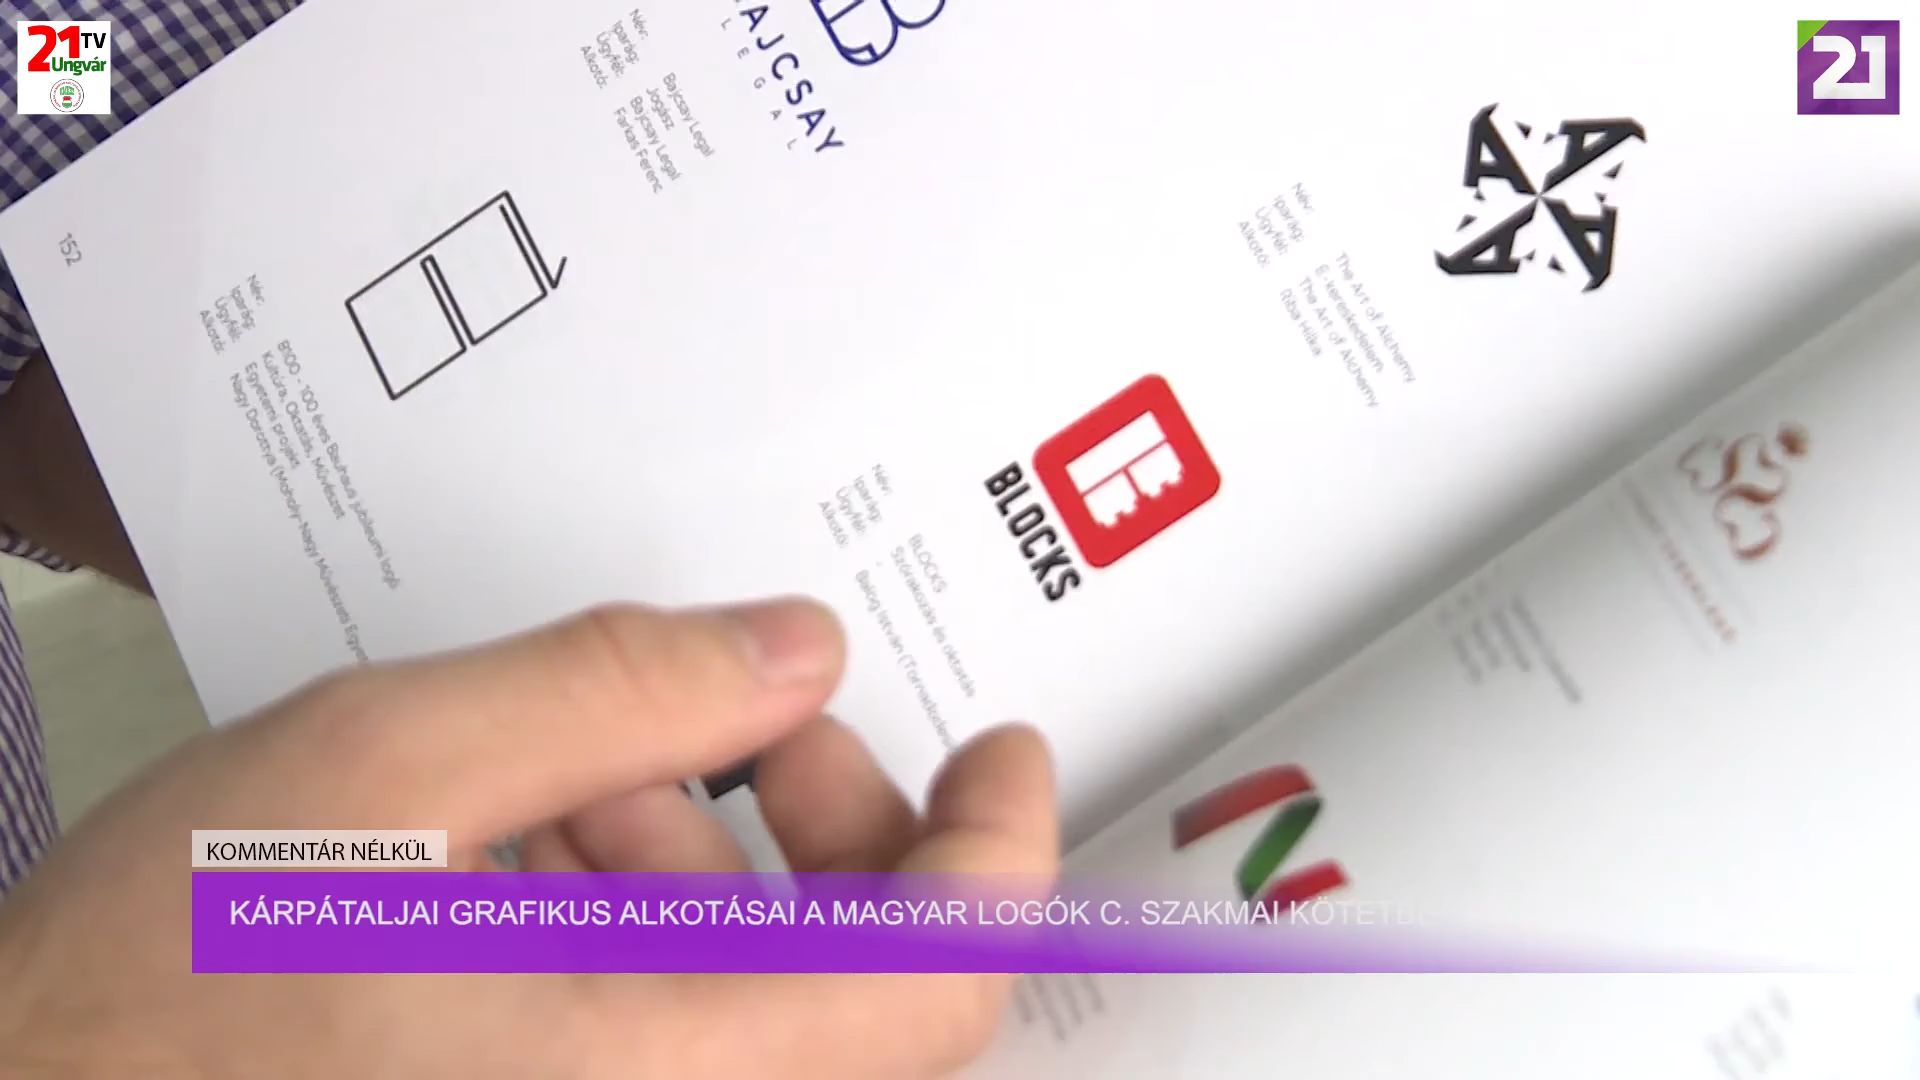 21 TV
Ungvár
21
152
BAJCSAY
LEGAL
Név: Bajcsay Legal
Iparág: Jogász
Ügyfél: Bajcsay Legal
Alkotó: Farkas Ferenc
Név: The Art of Alchemy
Iparág: E-kereskedelem
Ügyfél: The Art of Alchemy
Alkotó: Riba Hilka
Név: B100 - 100 éves Bauhaus jubileumi logó
Iparág: Kultúra, Oktatás, Művészet
Ügyfél: Egyetemi projekt
Alkotó: Nagy Dorottya (Moholy-Nagy Művészeti
BLOCKS
Név: BLOCKS
Iparág: Szórakozás és oktatás
Ügyfél: -
Alkotó: Balog István
KOMMENTÁR NÉLKÜL
KÁRPÁTALJAI GRAFIKUS ALKOTÁSAI A MAGYAR LOGÓK C. SZAKMAI KÖTETBE